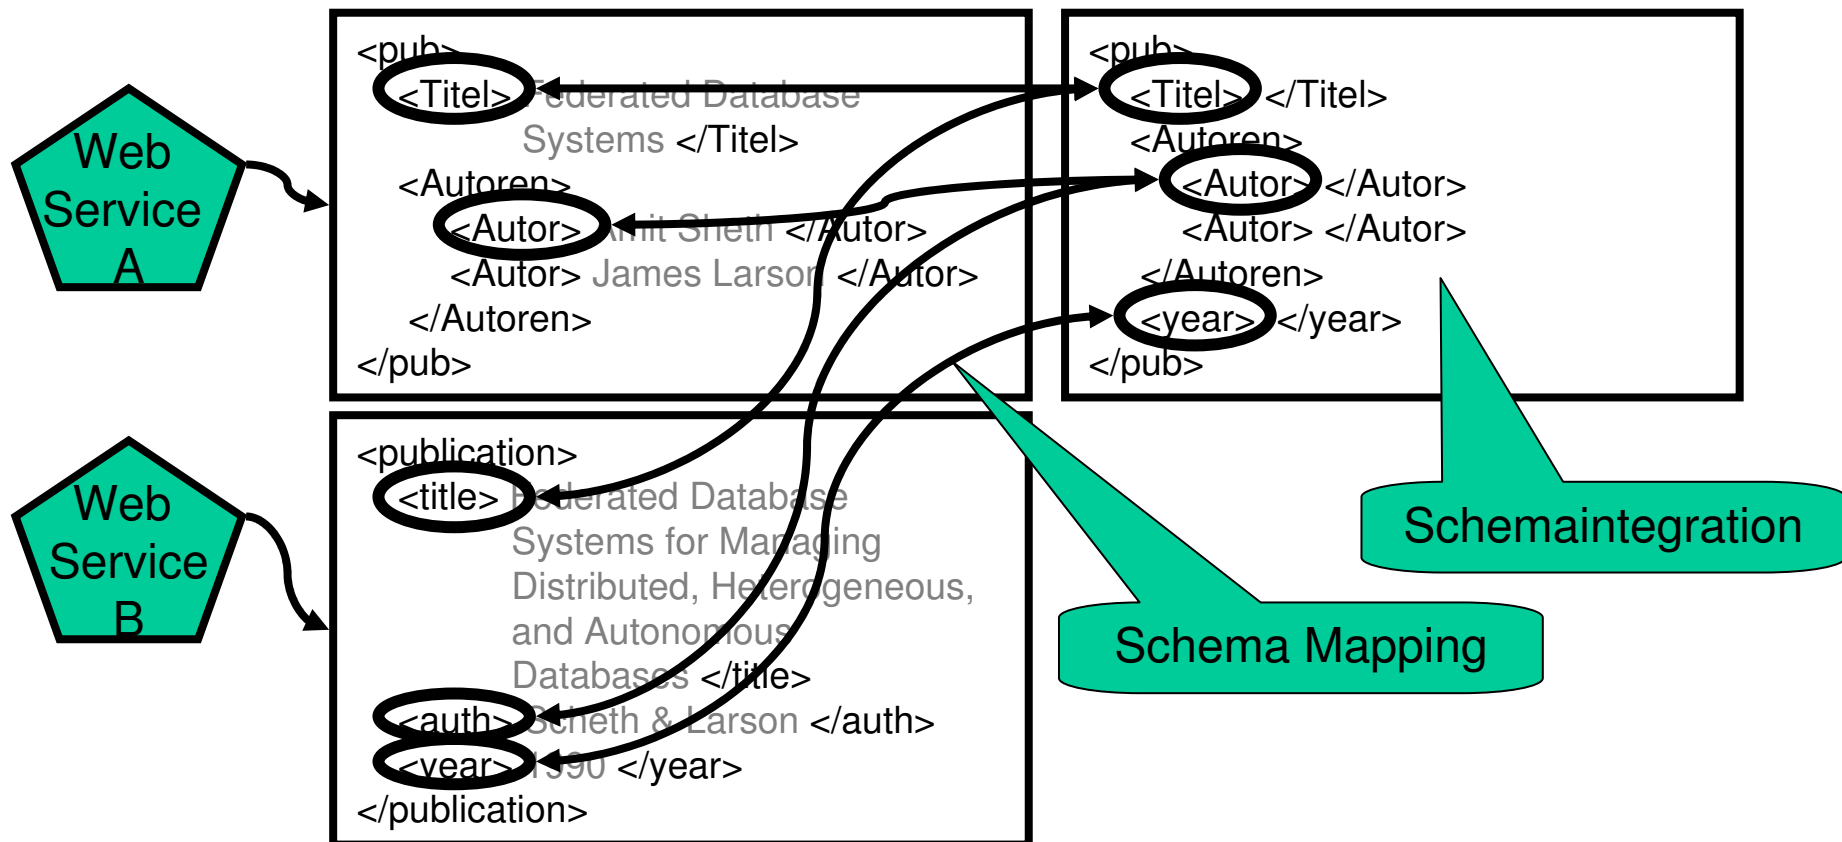 Web
Service
A
<pub>
<Titel> Federated Database
Systems </Titel>
<Autoren>
<Autor> Amit Sheth </Autor>
<Autor> James Larson </Autor>
</Autoren>
</pub>
<pub>
<Titel> </Titel>
<Autoren>
<Autor> </Autor>
<Autor> </Autor>
</Autoren>
<year> </year>
</pub>
Web
Service
B
<publication>
<title> Federated Database
Systems for Managing
Distributed, Heterogeneous,
and Autonomous
Databases </title>
<auth> Scheth & Larson </auth>
<year> 1990 </year>
</publication>
Schemaintegration
Schema Mapping